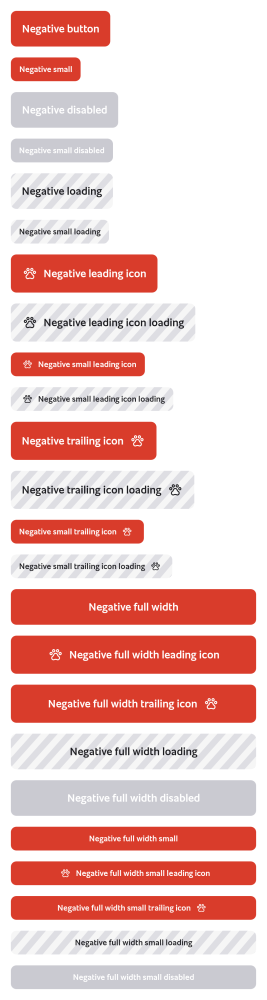 Negative button
Negative small
Negative disabled
Negative small disabled
Negative loading
Negative small loading
Negative leading icon
Negative leading icon loading
Negative small leading icon
Negative small leading icon loading
Negative trailing icon
Negative trailing icon loading
Negative small trailing icon
Negative small trailing icon loading
Negative full width
Negative full width leading icon
Negative full width trailing icon
Negative full width loading
Negative full width disabled
Negative full width small
Negative full width small leading icon
Negative full width small trailing icon
Negative full width small loading
Negative full width small disabled